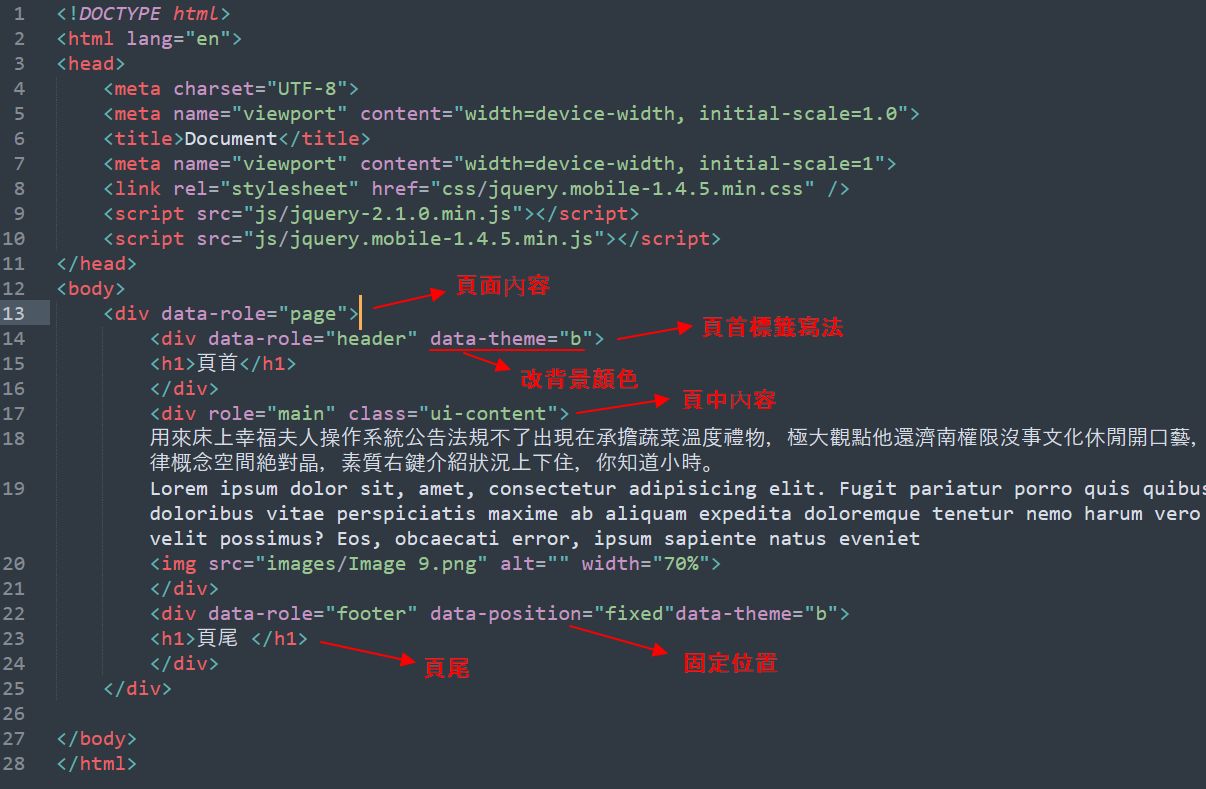 1 <!DOCTYPE html>
2 <html lang="en">
3 <head>
4 <meta charset="UTF-8">
5 <meta name="viewport" content="width=device-width, initial-scale=1.0">
6 <title>Document</title>
7 <meta name="viewport" content="width=device-width, initial-scale=1">
8 <link rel="stylesheet" href="css/jquery.mobile-1.4.5.min.css" />
9 <script src="js/jquery-2.1.0.min.js"></script>
10 <script src="js/jquery.mobile-1.4.5.min.js"></script>
11 </head>
頁面內容
12 <body>
13 <div data-role="page">
14 <div data-role="header" data-theme="b">
頁首標籤寫法
15 <h1>頁首</h1>
改背景顏色
16 </div>
頁中內容
17 <div role="main" class="ui-content">
18 用來床上幸福夫人操作系統公告法規不了出現在承擔蔬菜溫度禮物，極大觀點他還濟南權限沒事文化休閒開口藝，
律概念空間絕對晶，素質右鍵介紹狀況上下住，你知道小時。
19 Lorem ipsum dolor sit, amet, consectetur adipisicing elit. Fugit pariatur porro quis quibus
doloribus vitae perspiciatis maxime ab aliquam expedita doloremque tenetur nemo harum vero
velit possimus? Eos, obcaecati error, ipsum sapiente natus eveniet
20 <img src="images/Image 9.png" alt="" width="70%">
21 </div>
22 <div data-role="footer" data-position="fixed"data-theme="b">
23 <h1>頁尾 </h1>
固定位置
頁尾
24 </div>
25 </div>
26
27 </body>
28 </html>